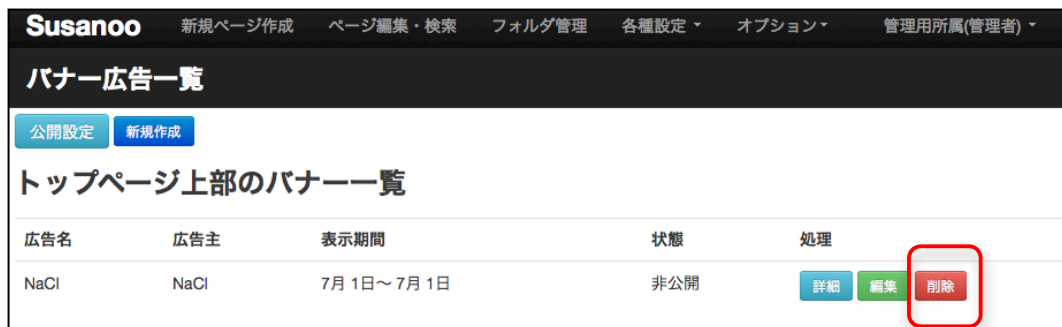 Susanoo 新規ページ作成 ページ編集・検索 フォルダ管理 各種設定 オプション 管理用所属(管理者)
バナー広告一覧
公開設定 新規作成
トップページ上部のバナー一覧
広告名 広告主 表示期間 状態 処理
NaCl NaCl 7月 1日〜 7月 1日 非公開 詳細 編集 削除